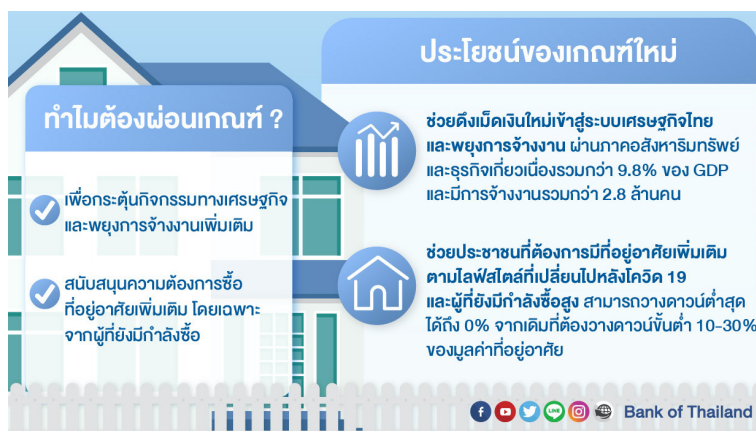 ทำไมต้องผ่อนเกณฑ์ ?
เพื่อกระตุ้นกิจกรรมทางเศรษฐกิจ
และพยุงการจ้างงานเพิ่มเติม
สนับสนุนความต้องการซื้อ
ที่อยู่อาศัยเพิ่มเติม โดยเฉพาะ
จากผู้ที่ยังมีกำลังซื้อ
ประโยชน์ของเกณฑ์ใหม่
ช่วยดึงเม็ดเงินใหม่เข้าสู่ระบบเศรษฐกิจไทย
และพยุงการจ้างงาน ผ่านภาคอสังหาริมทรัพย์
และธุรกิจเกี่ยวเนื่องรวมกว่า 9.8% ของ GDP
และมีการจ้างงานรวมกว่า 2.8 ล้านคน
ช่วยประชาชนที่ต้องการมีที่อยู่อาศัยเพิ่มเติม
ตามไลฟ์สไตล์ที่เปลี่ยนไปหลังโควิด 19
และผู้ที่ยังมีกำลังซื้อสูง สามารถวางดาวน์ต่ำสุด
ได้ถึง 0% จากเดิมที่ต้องวางดาวน์ขั้นต่ำ 10-30%
ของมูลค่าที่อยู่อาศัย
LINE
Bank of Thailand